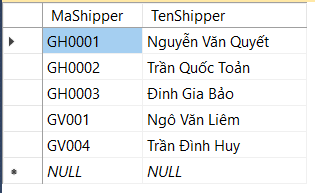 MaShipper TenShipper
GH0001 Nguyễn Văn Quyết
GH0002 Trần Quốc Toản
GH0003 Đinh Gia Bảo
GV001 Ngô Văn Liêm
GV004 Trần Đình Huy
NULL NULL